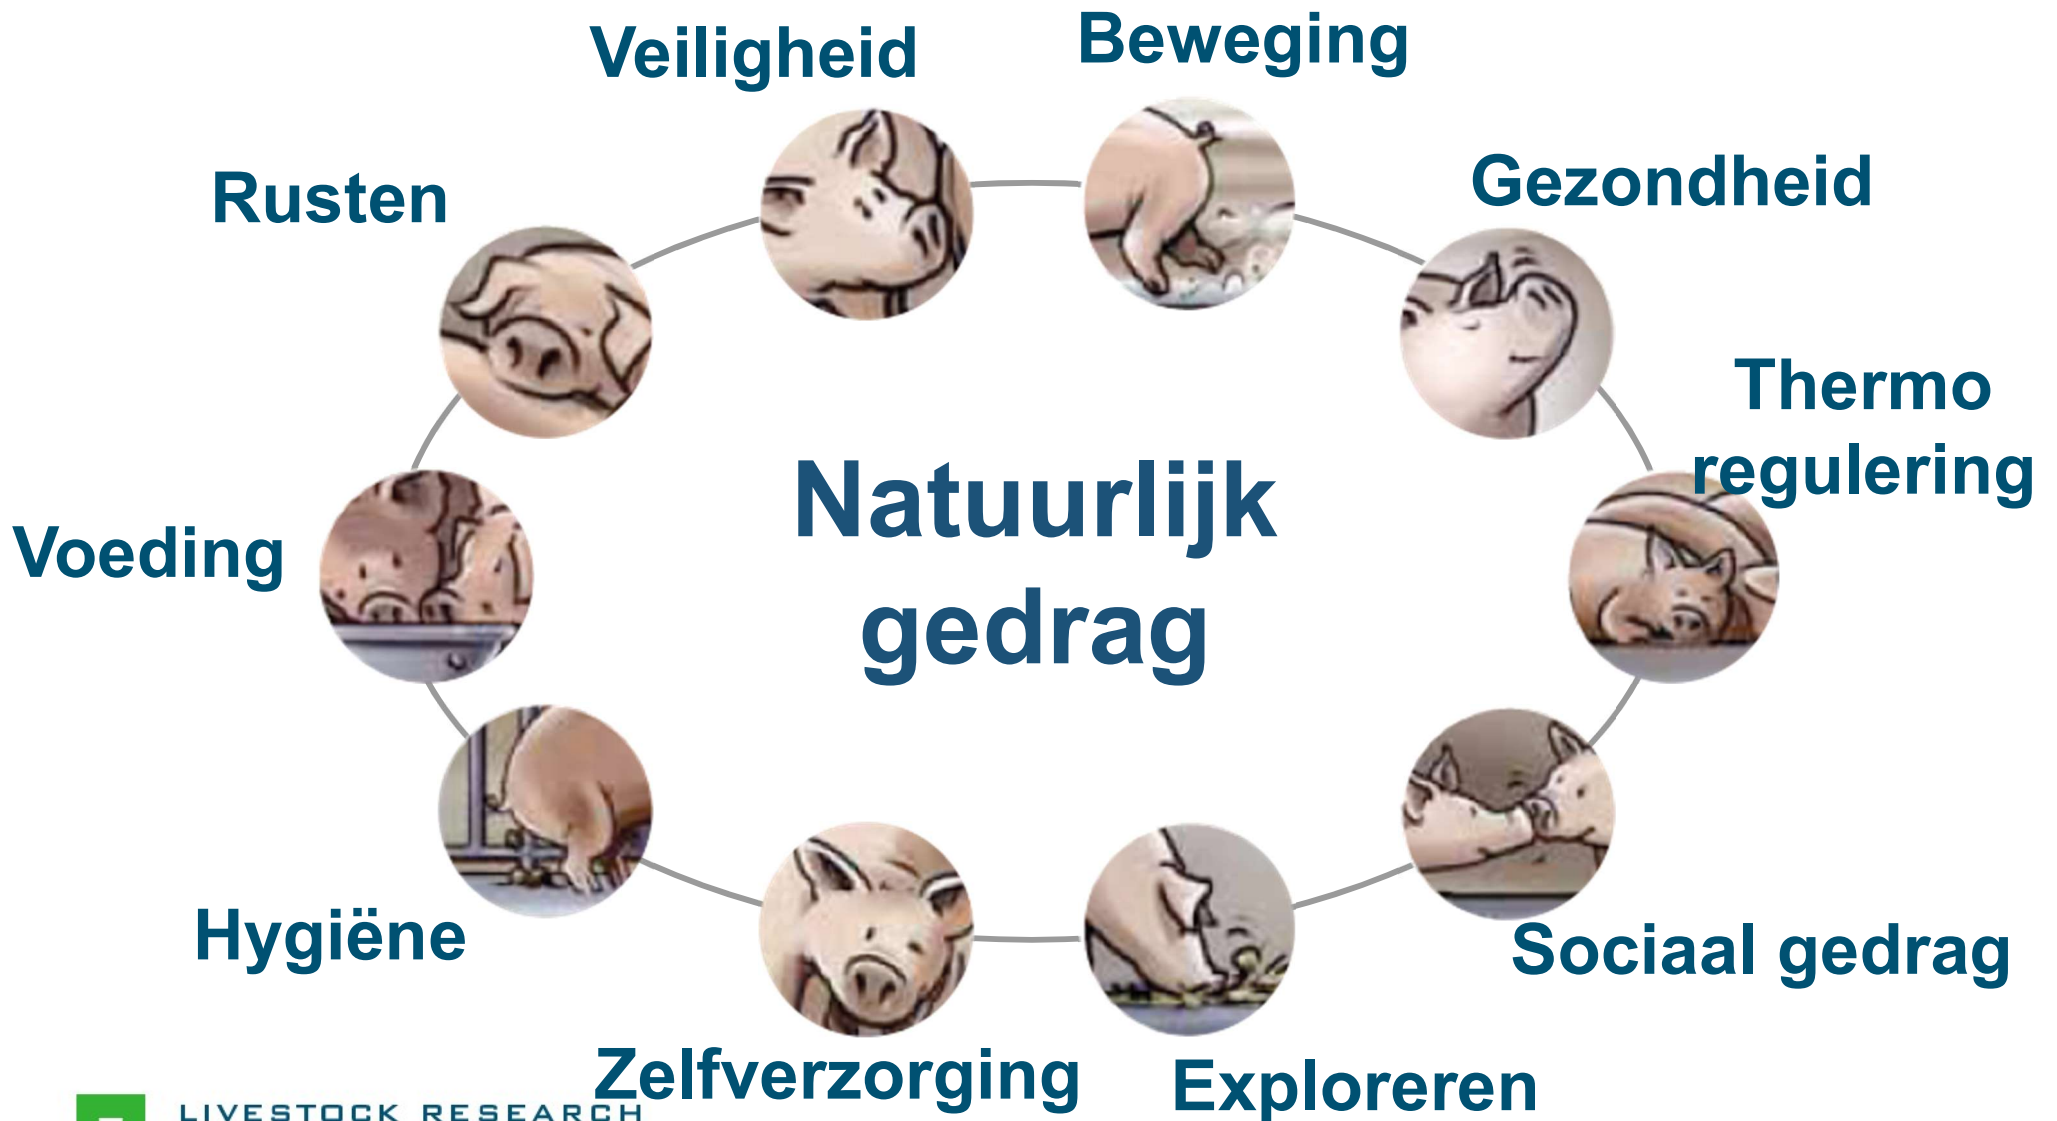 Veiligheid
Beweging
Rusten
Gezondheid
Thermo
regulering
Natuurlijk
gedrag
Voeding
Hygiëne
Sociaal gedrag
Zelfverzorging
Exploreren
LIVESTOCK RESEARCH